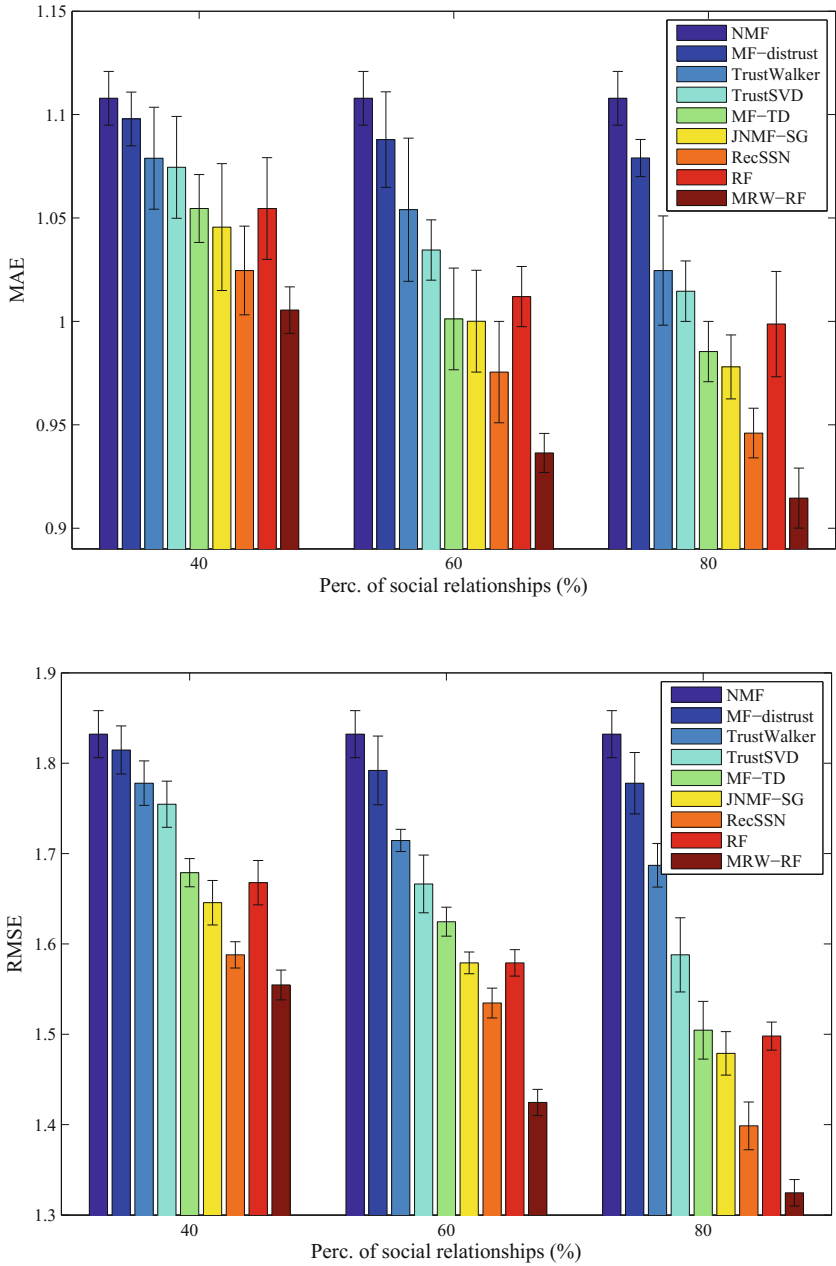 1.15
1.1
1.05
1
0.95
0.9
MAE
40
60
80
Perc. of social relationships (%)
NMF
MF−distrust
TrustWalker
TrustSVD
MF−TD
JNMF−SG
RecSSN
RF
MRW−RF
1.9
1.8
1.7
1.6
1.5
1.4
1.3
RMSE
40
60
80
Perc. of social relationships (%)
NMF
MF−distrust
TrustWalker
TrustSVD
MF−TD
JNMF−SG
RecSSN
RF
MRW−RF